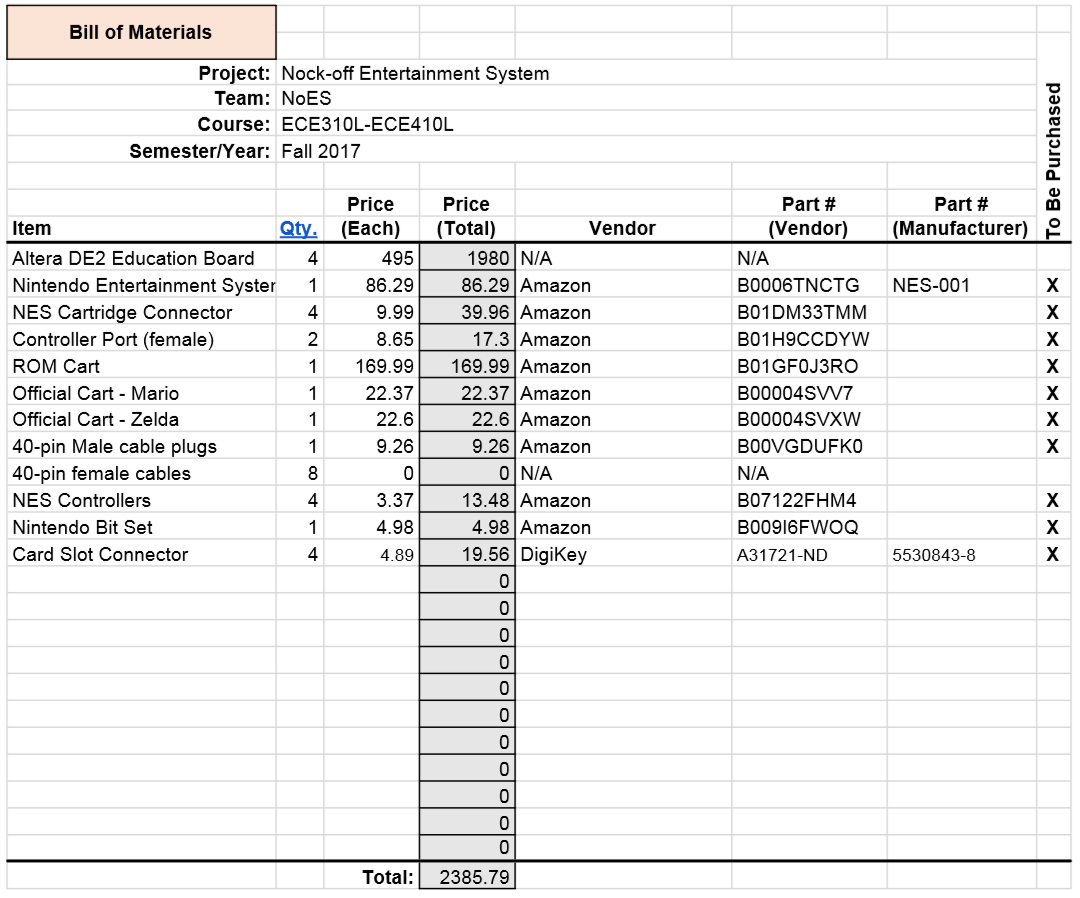 Bill of Materials
Project: Nock-off Entertainment System
Team: NoES
Course: ECE310L-ECE410L
Semester/Year: Fall 2017
To Be Purchased
Price Price Part # Part #
Item Qty. (Each) (Total) Vendor (Vendor) (Manufacturer)
Altera DE2 Education Board 4 495 1980 N/A N/A
Nintendo Entertainment System 1 86.29 86.29 Amazon B0006TNCTG NES-001 X
NES Cartridge Connector 4 9.99 39.96 Amazon B01DM33TMM X
Controller Port (female) 2 8.65 17.3 Amazon B01H9CCDYW X
ROM Cart 1 169.99 169.99 Amazon B01GF0J3RO X
Official Cart - Mario 1 22.37 22.37 Amazon B00004SVV7 X
Official Cart - Zelda 1 22.6 22.6 Amazon B00004SVXW X
40-pin Male cable plugs 1 9.26 9.26 Amazon B00VGDUFK0 X
40-pin female cables 8 0 0 N/A N/A
NES Controllers 4 3.37 13.48 Amazon B07122FHM4 X
Nintendo Bit Set 1 4.98 4.98 Amazon B009I6FWOQ X
Card Slot Connector 4 4.89 19.56 DigiKey A31721-ND 5530843-8 X
0
0
0
0
0
0
0
0
0
0
0
Total: 2385.79